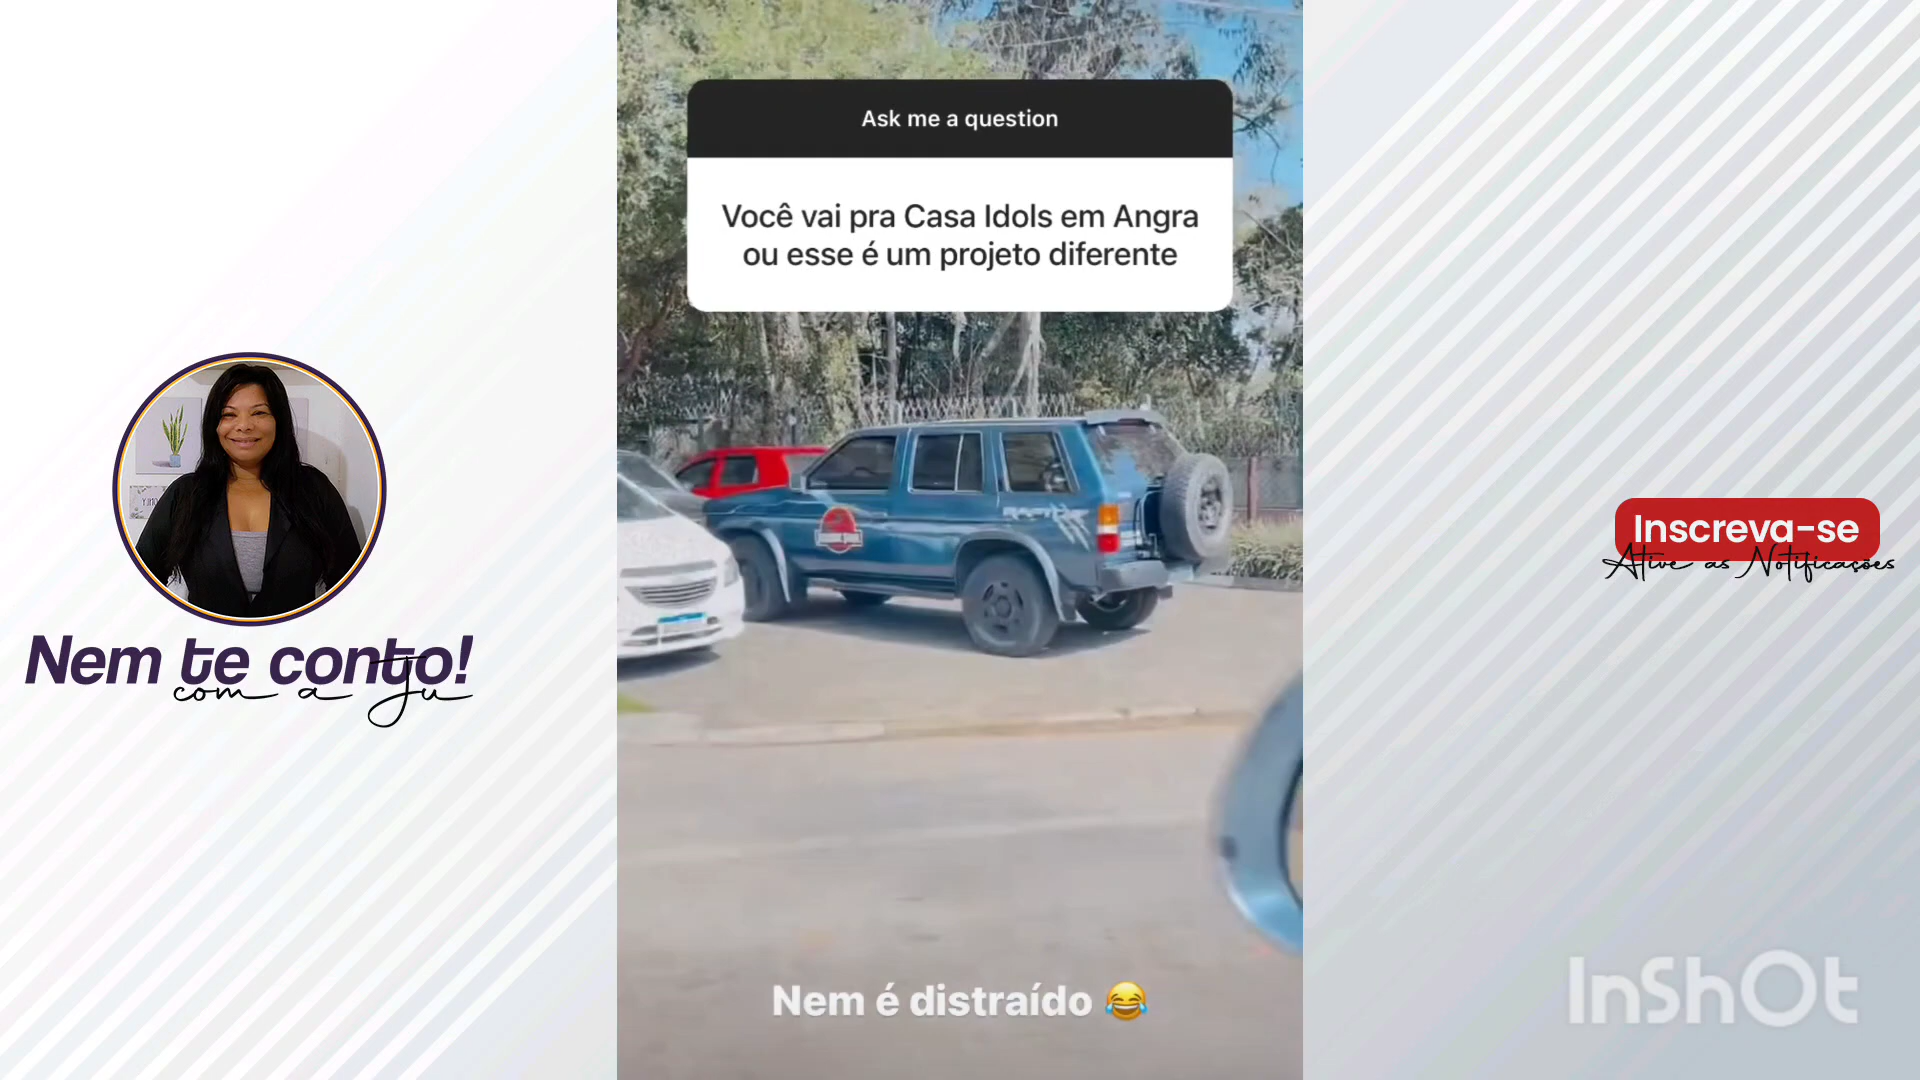 Ask me a question
Você vai pra Casa Idols em Angra
ou esse é um projeto diferente
Nem te conto!
com a Ju
Inscreva-se
Ative as Notificações
Nem é distraído 😂
InShOt